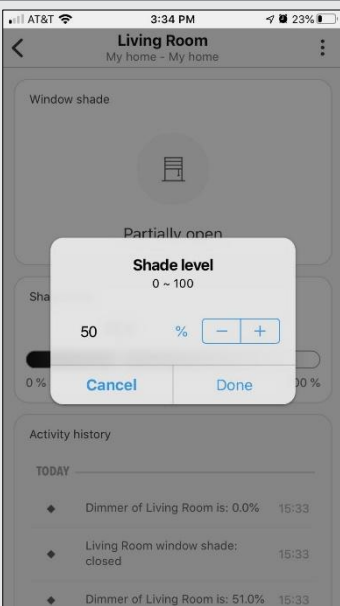 AT&T 3:34 PM 23%
Living Room
My home - My home
Window shade
Partially open
Shade level
0 ~ 100
Sha
50 % − +
0 % 00 %
Cancel Done
Activity history
TODAY
Dimmer of Living Room is: 0.0% 15:33
Living Room window shade:
closed 15:33
Dimmer of Living Room is: 51.0% 15:33